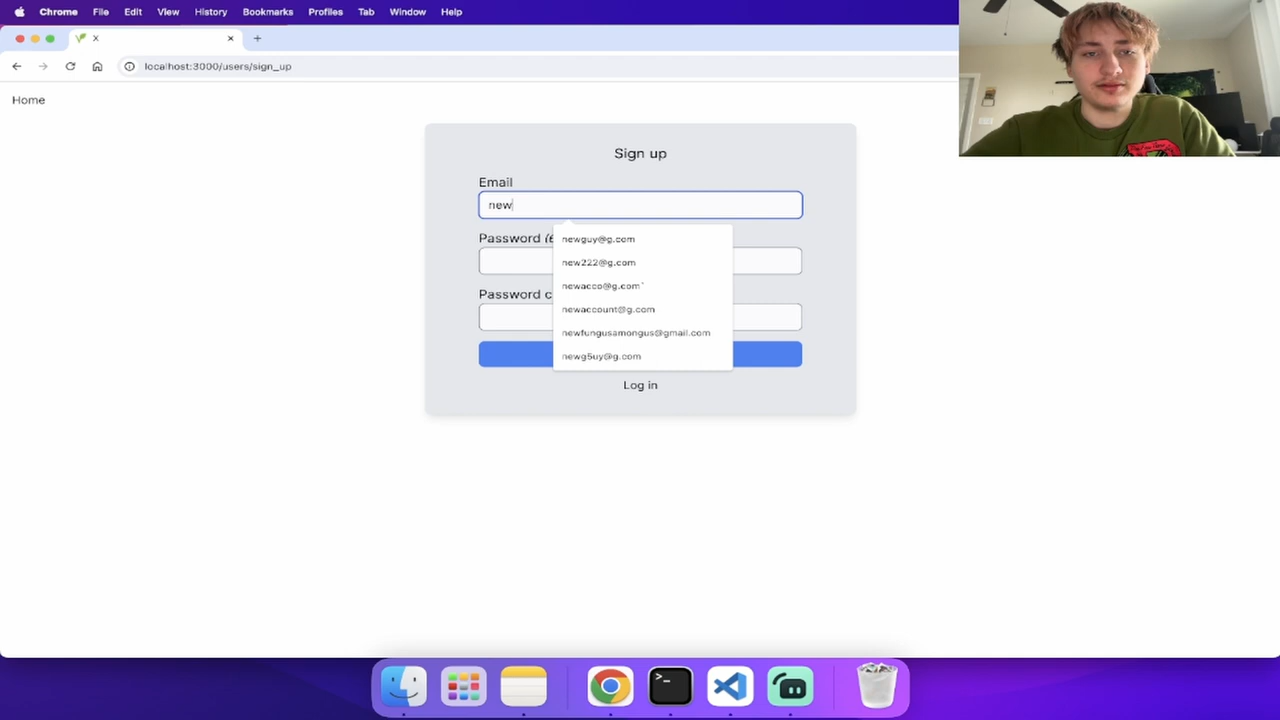 Chrome File Edit View History Bookmarks Profiles Tab Window Help
localhost:3000/users/sign_up
Home
Sign up
Email
new
newguy@g.com
Password (6
new222@g.com
newacco@g.com`
Password c
newaccount@g.com
newfungusamongus@gmail.com
newg5uy@g.com
Log in